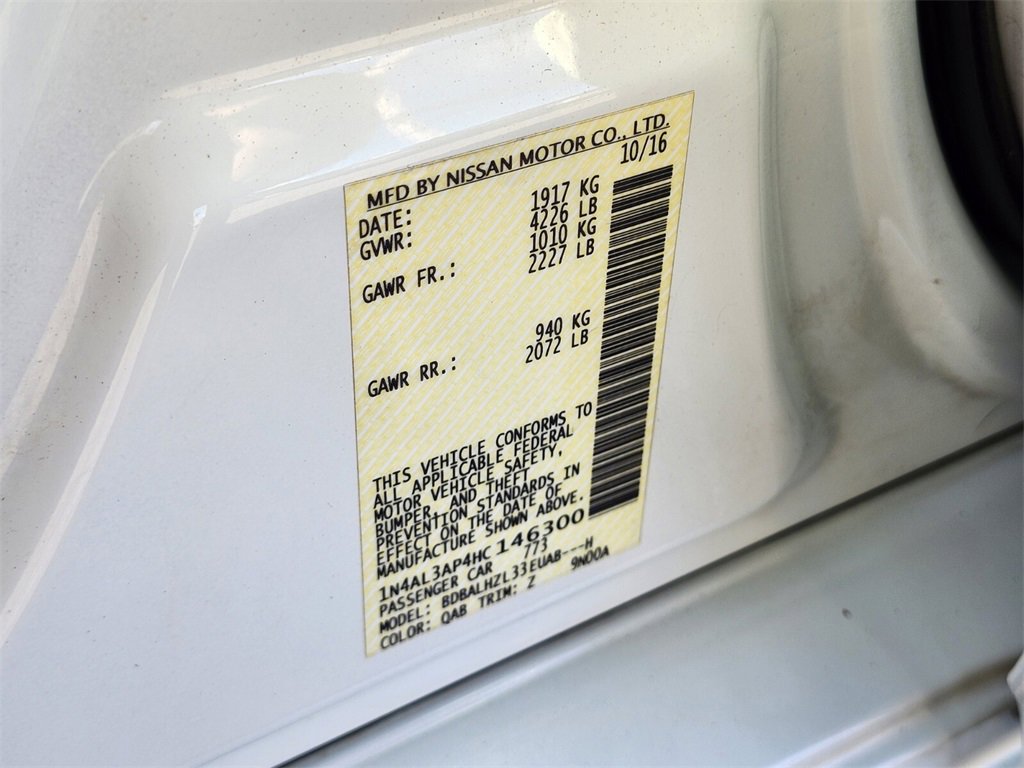 MFD BY NISSAN MOTOR CO., LTD.
DATE: 10/16
GVWR: 1917 KG
4226 LB
GAWR FR.: 1010 KG
2227 LB
GAWR RR.: 940 KG
2072 LB
THIS VEHICLE CONFORMS TO
ALL APPLICABLE FEDERAL
MOTOR VEHICLE SAFETY,
BUMPER, AND THEFT
PREVENTION STANDARDS IN
EFFECT ON THE DATE OF
MANUFACTURE SHOWN ABOVE.
1N4AL3AP4HC146300
PASSENGER CAR 773
MODEL: BDBALHZL33EUAB---H
COLOR: QAB TRIM: Z 9N00A